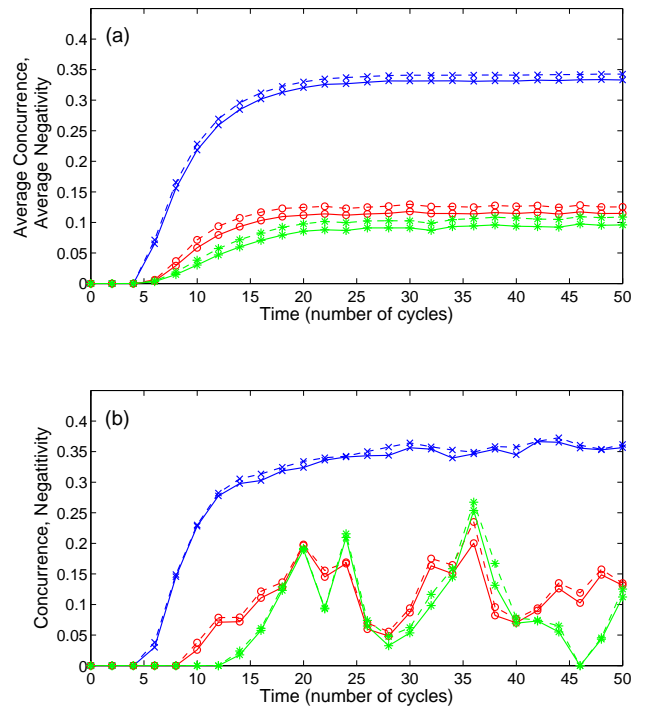 (a)
0.4
0.35
0.3
0.25
0.2
0.15
0.1
0.05
0
Average Concurrence,
Average Negativity
0 5 10 15 20 25 30 35 40 45 50
Time (number of cycles)
(b)
0.4
0.35
0.3
0.25
0.2
0.15
0.1
0.05
0
Concurrence, Negatitivity
0 5 10 15 20 25 30 35 40 45 50
Time (number of cycles)